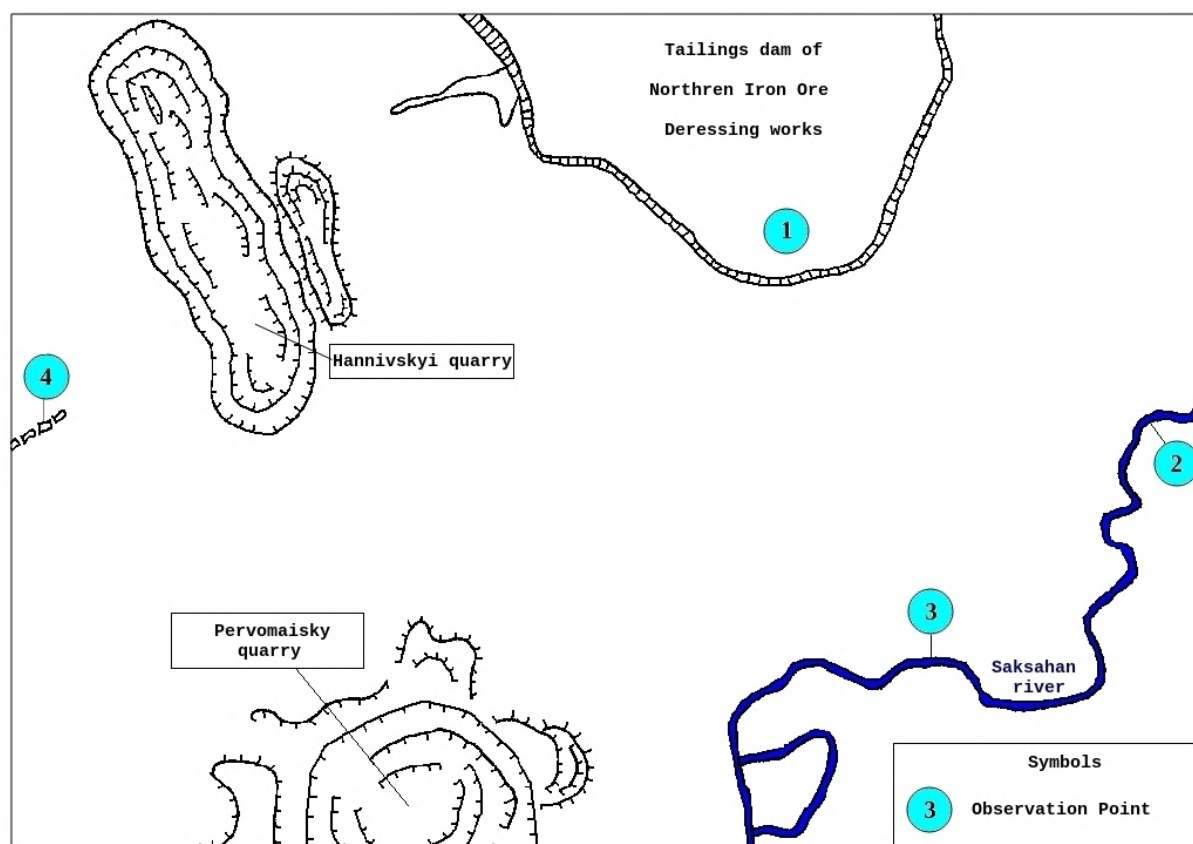 Tailings dam of
Northren Iron Ore
Deressing works
1
Hannivskyi quarry
4
2
Pervomaisky
quarry
3
Saksahan
river
Symbols
3 Observation Point